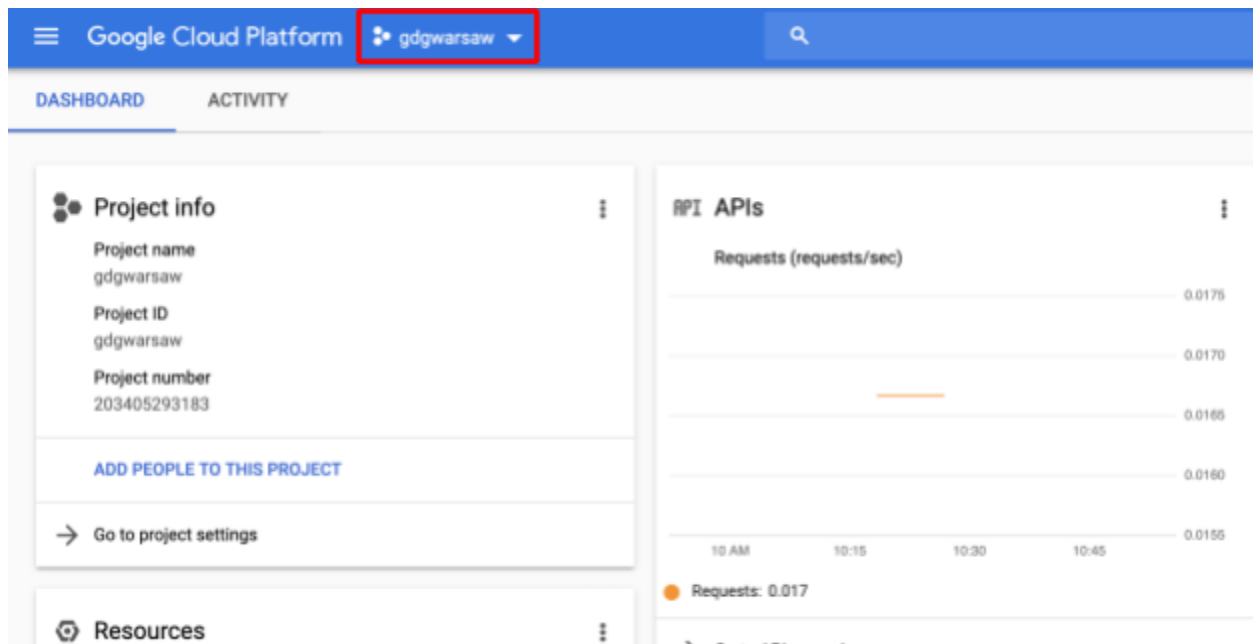 Google Cloud Platform gdgwarsaw
DASHBOARD ACTIVITY
Project info
Project name
gdgwarsaw
Project ID
gdgwarsaw
Project number
203405293183
ADD PEOPLE TO THIS PROJECT
Go to project settings
Resources
API APIs
Requests (requests/sec)
0.0175
0.0170
0.0165
0.0160
0.0155
10 AM 10:15 10:30 10:45
Requests: 0.017